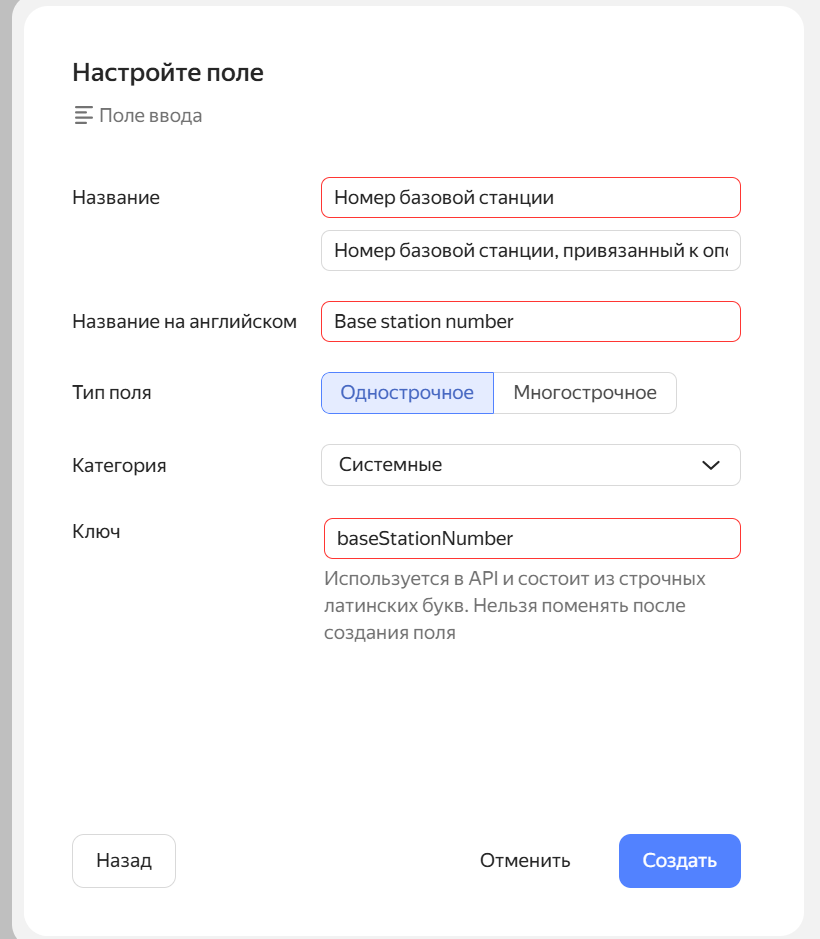 Настройте поле
Поле ввода
Название
Номер базовой станции
Номер базовой станции, привязанный к
Название на английском
Base station number
Тип поля
Однострочное
Многострочное
Категория
Системные
Ключ
baseStationNumber
Используется в API и состоит из строчных
латинских букв. Нельзя поменять после
создания поля
Назад
Отменить
Создать